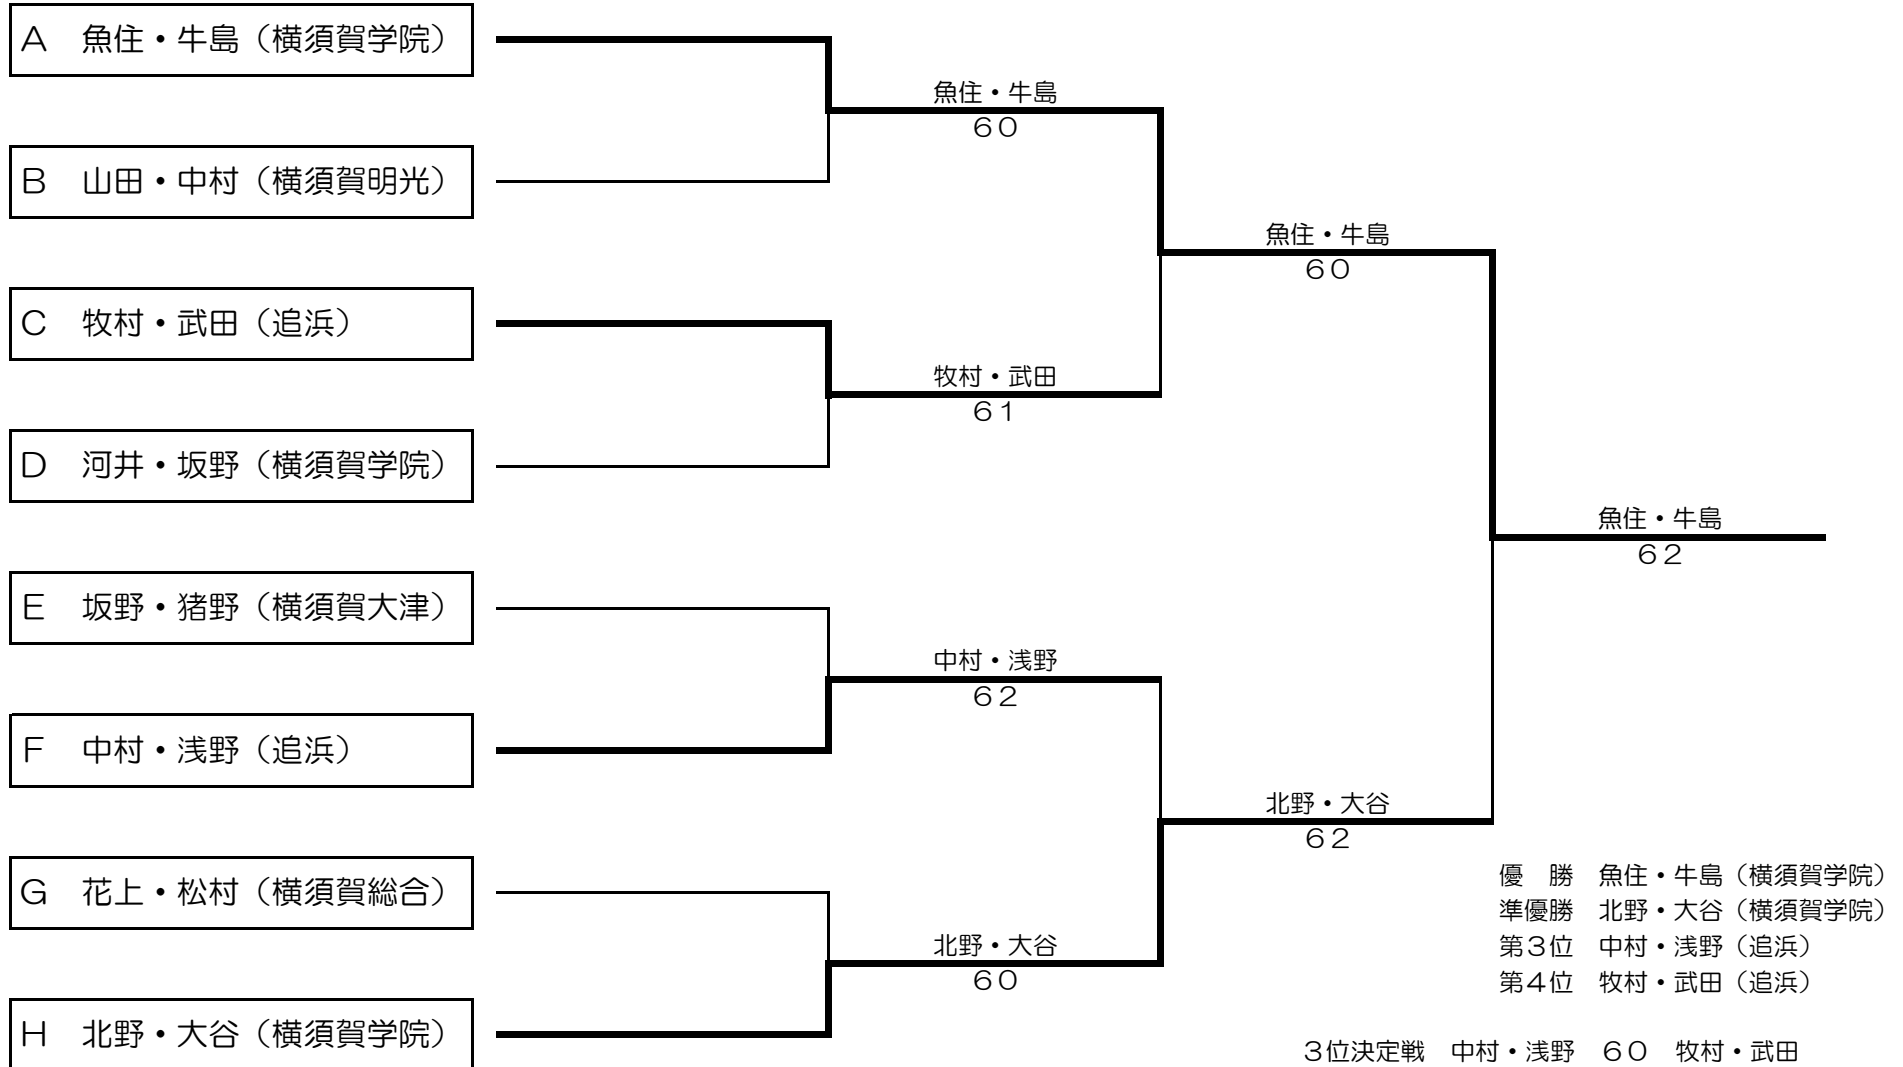 A　魚住・牛島（横須賀学院）
魚住・牛島
６０
B　山田・中村（横須賀明光）
魚住・牛島
６０
C　牧村・武田（追浜）
牧村・武田
６１
D　河井・坂野（横須賀学院）
魚住・牛島
６２
E　坂野・猪野（横須賀大津）
中村・浅野
６２
F　中村・浅野（追浜）
北野・大谷
６２
G　花上・松村（横須賀総合）
北野・大谷
６０
H　北野・大谷（横須賀学院）
優　勝　魚住・牛島（横須賀学院）
準優勝　北野・大谷（横須賀学院）
第３位　中村・浅野（追浜）
第４位　牧村・武田（追浜）
３位決定戦　中村・浅野　６０　牧村・武田